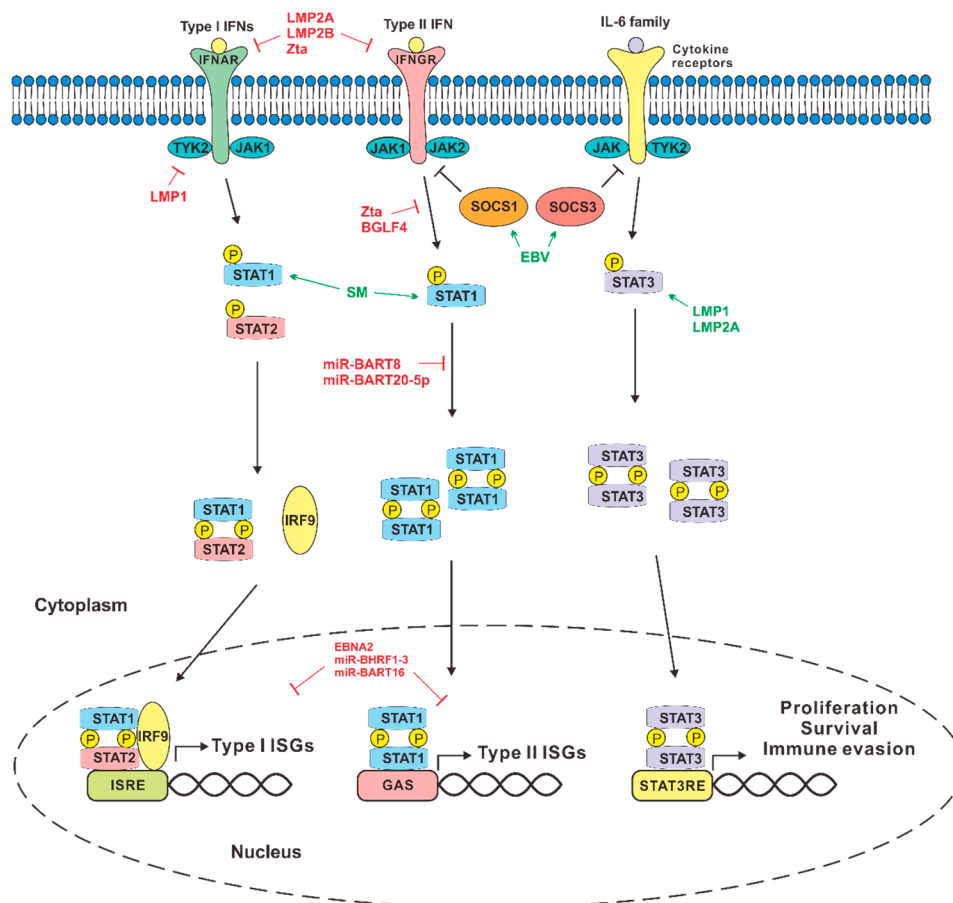 Type I IFNs
LMP2A
LMP2B
Zta
Type II IFN
IL-6 family
IFNAR
IFNGR
Cytokine
receptors
TYK2
JAK1
JAK1
JAK2
JAK
TYK2
LMP1
Zta
BGLF4
SOCS1
SOCS3
EBV
P
STAT1
SM
P
STAT1
P
STAT3
P
STAT2
LMP1
LMP2A
miR-BART8
miR-BART20-5p
STAT1
P P
STAT2
IRF9
STAT1
P P
STAT1
STAT1
P P
STAT1
STAT3
P P
STAT3
STAT3
P P
STAT3
Cytoplasm
EBNA2
miR-BHRF1-3
miR-BART16
STAT1
P P
STAT2
IRF9
ISRE
Type I ISGs
STAT1
P P
STAT1
GAS
Type II ISGs
STAT3
P P
STAT3
STAT3RE
Proliferation
Survival
Immune evasion
Nucleus